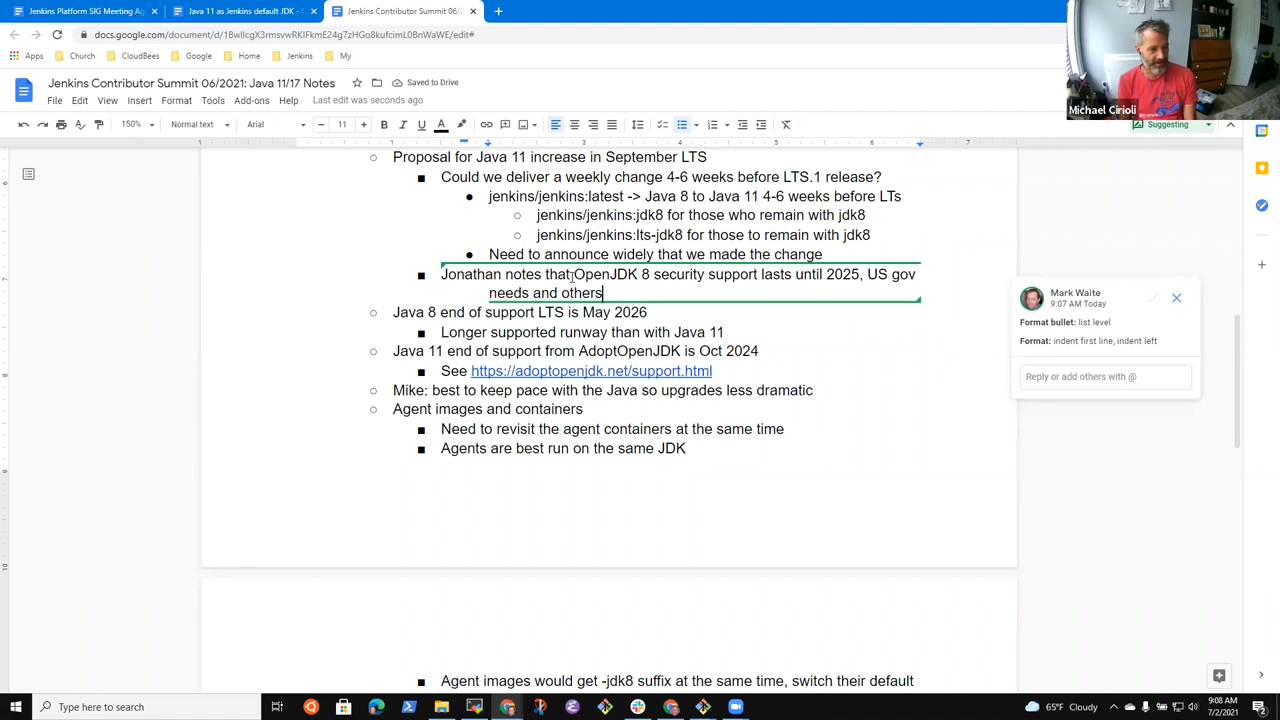 Jenkins Platform SIG Meeting Ag
Java 11 as Jenkins default JDK -
Jenkins Contributor Summit 06/2
docs.google.com/document/d/1BwllcgX3rmsvwRKIFkmE24g7zHGo8kufcimL0BnWaWE/edit#
Apps Church CloudBees Google Home Jenkins My
Jenkins Contributor Summit 06/2021: Java 11/17 Notes
Saved to Drive
File Edit View Insert Format Tools Add-ons Help Last edit was seconds ago
150% Normal text Arial 11
Suggesting
Michael Cirioli
Proposal for Java 11 increase in September LTS
Could we deliver a weekly change 4-6 weeks before LTS.1 release?
jenkins/jenkins:latest -> Java 8 to Java 11 4-6 weeks before LTs
jenkins/jenkins:jdk8 for those who remain with jdk8
jenkins/jenkins:lts-jdk8 for those to remain with jdk8
Need to announce widely that we made the change
Jonathan notes that OpenJDK 8 security support lasts until 2025, US gov
needs and others
Java 8 end of support LTS is May 2026
Longer supported runway than with Java 11
Java 11 end of support from AdoptOpenJDK is Oct 2024
See https://adoptopenjdk.net/support.html
Mike: best to keep pace with the Java so upgrades less dramatic
Agent images and containers
Need to revisit the agent containers at the same time
Agents are best run on the same JDK
Agent images would get -jdk8 suffix at the same time, switch their default
Mark Waite
9:07 AM Today
Format bullet: list level
Format: indent first line, indent left
Reply or add others with @
Type here to search
65°F Cloudy
9:08 AM
7/2/2021